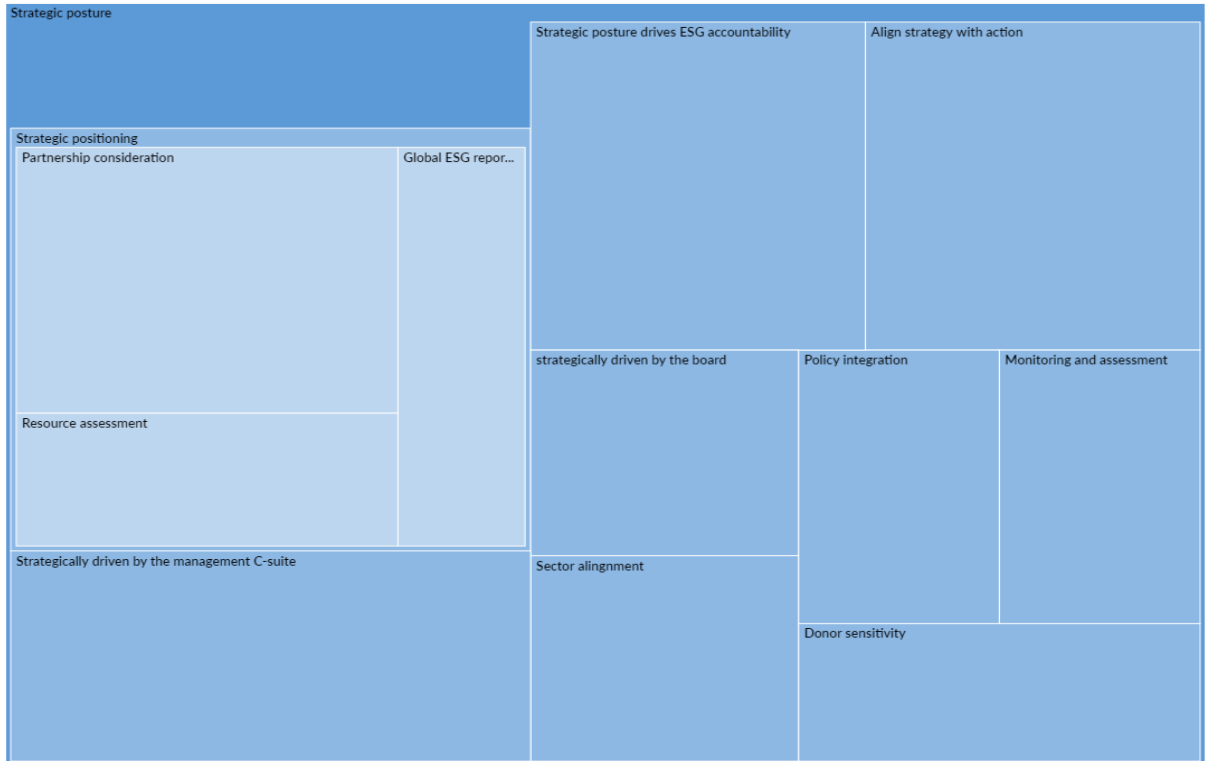 Strategic posture
Strategic posture drives ESG accountability
Align strategy with action
Strategic positioning
Partnership consideration
Global ESG repor...
Resource assessment
strategically driven by the board
Policy integration
Monitoring and assessment
Strategically driven by the management C-suite
Sector alingnment
Donor sensitivity